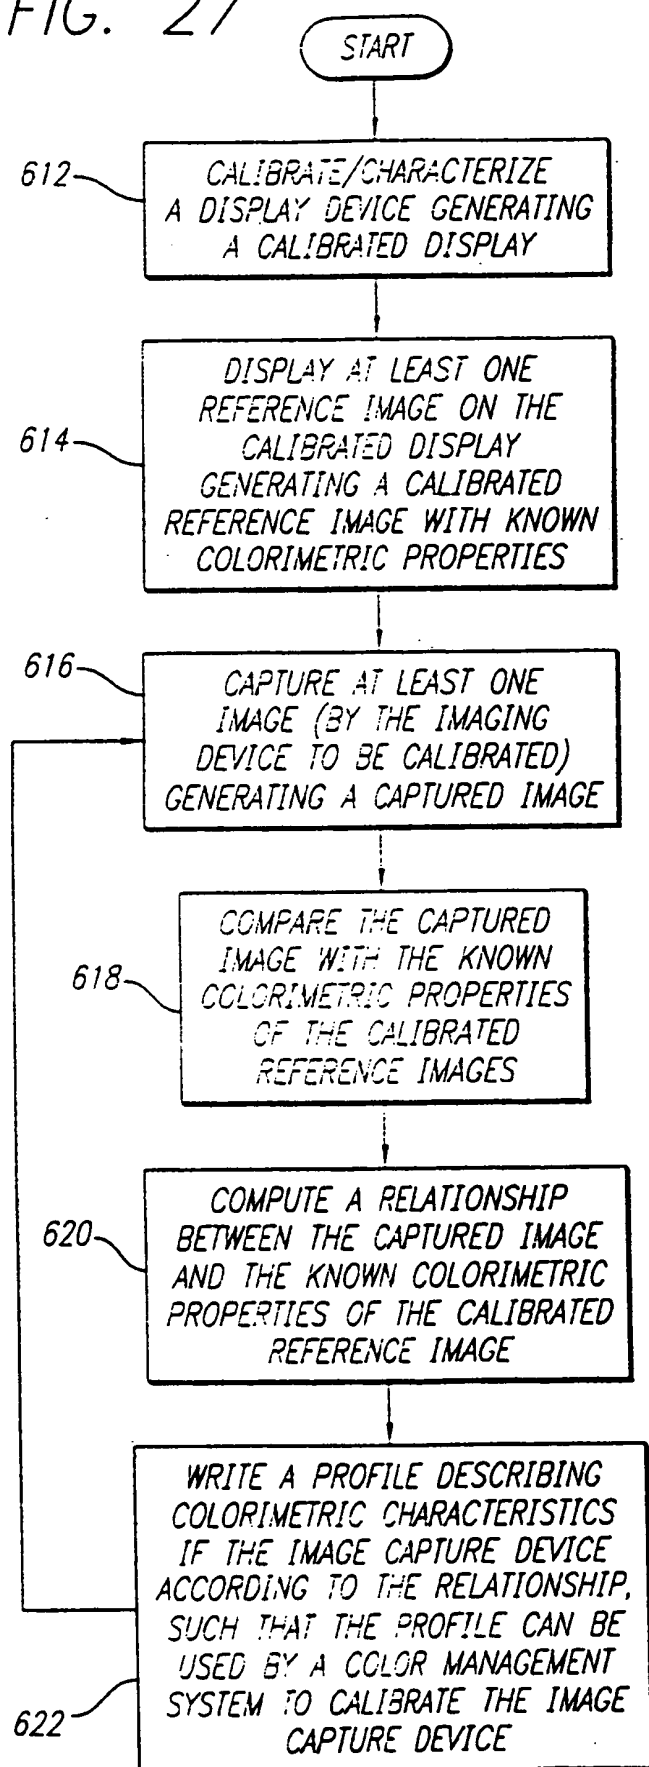 FIG. 27
START
612
CALIBRATE/CHARACTERIZE
A DISPLAY DEVICE GENERATING
A CALIBRATED DISPLAY
614
DISPLAY AT LEAST ONE
REFERENCE IMAGE ON THE
CALIBRATED DISPLAY
GENERATING A CALIBRATED
REFERENCE IMAGE WITH KNOWN
COLORIMETRIC PROPERTIES
616
CAPTURE AT LEAST ONE
IMAGE (BY THE IMAGING
DEVICE TO BE CALIBRATED)
GENERATING A CAPTURED IMAGE
618
COMPARE THE CAPTURED
IMAGE WITH THE KNOWN
COLORIMETRIC PROPERTIES
OF THE CALIBRATED
REFERENCE IMAGES
620
COMPUTE A RELATIONSHIP
BETWEEN THE CAPTURED IMAGE
AND THE KNOWN COLORIMETRIC
PROPERTIES OF THE CALIBRATED
REFERENCE IMAGE
622
WRITE A PROFILE DESCRIBING
COLORIMETRIC CHARACTERISTICS
IF THE IMAGE CAPTURE DEVICE
ACCORDING TO THE RELATIONSHIP,
SUCH THAT THE PROFILE CAN BE
USED BY A COLOR MANAGEMENT
SYSTEM TO CALIBRATE THE IMAGE
CAPTURE DEVICE